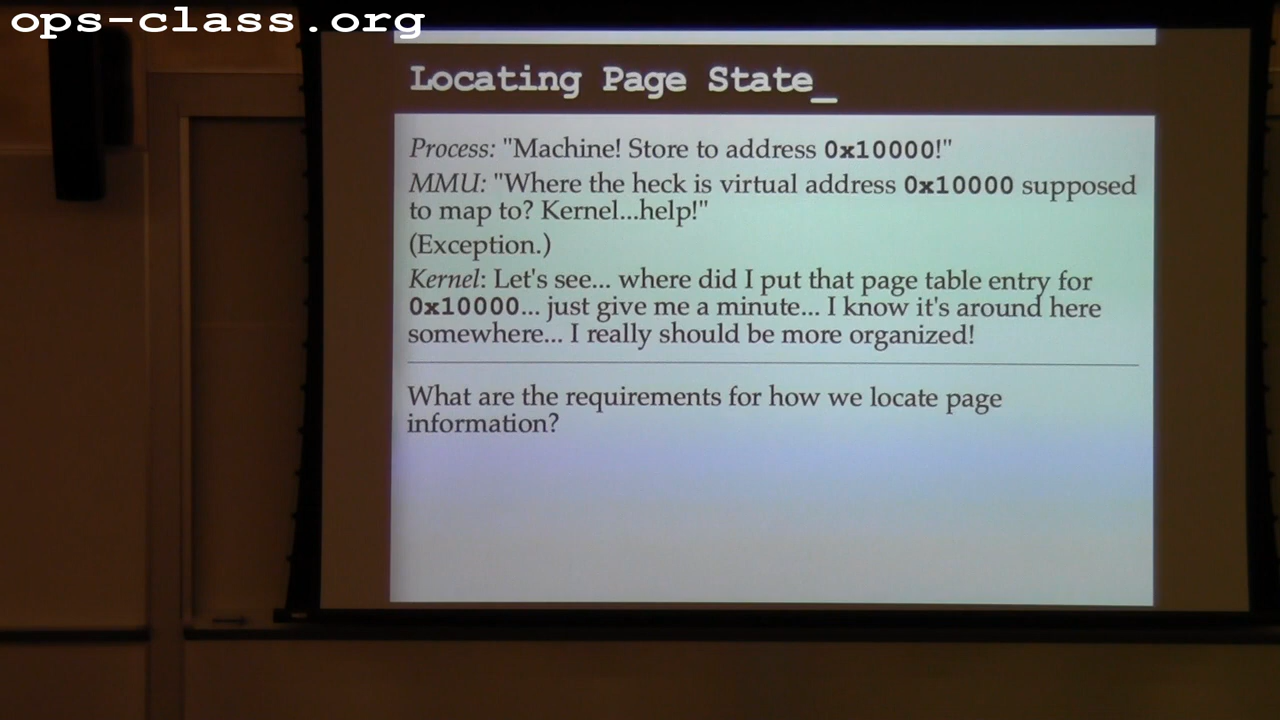 ops-class.org
Locating Page State_
Process: "Machine! Store to address 0x10000!"
MMU: "Where the heck is virtual address 0x10000 supposed
to map to? Kernel...help!"
(Exception.)
Kernel: Let's see... where did I put that page table entry for
0x10000... just give me a minute... I know it's around here
somewhere... I really should be more organized!
What are the requirements for how we locate page
information?